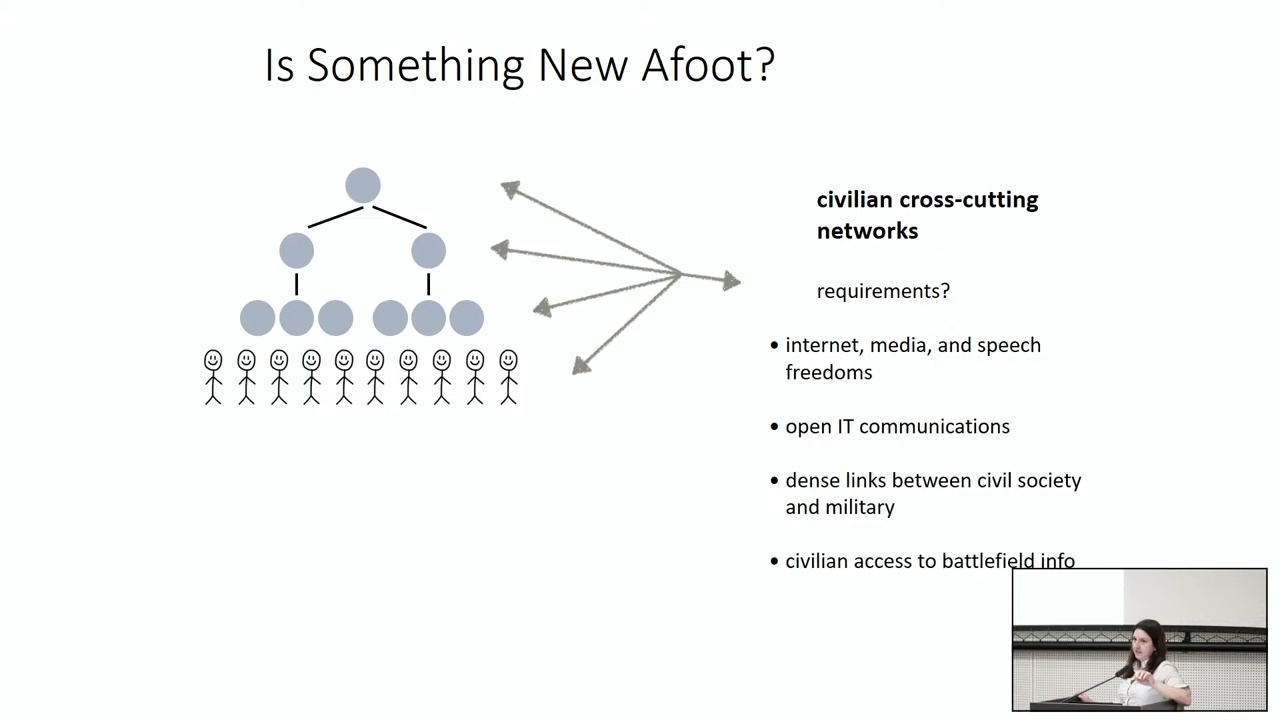 Is Something New Afoot?
civilian cross-cutting
networks
requirements?
• internet, media, and speech
freedoms
• open IT communications
• dense links between civil society
and military
• civilian access to battlefield info